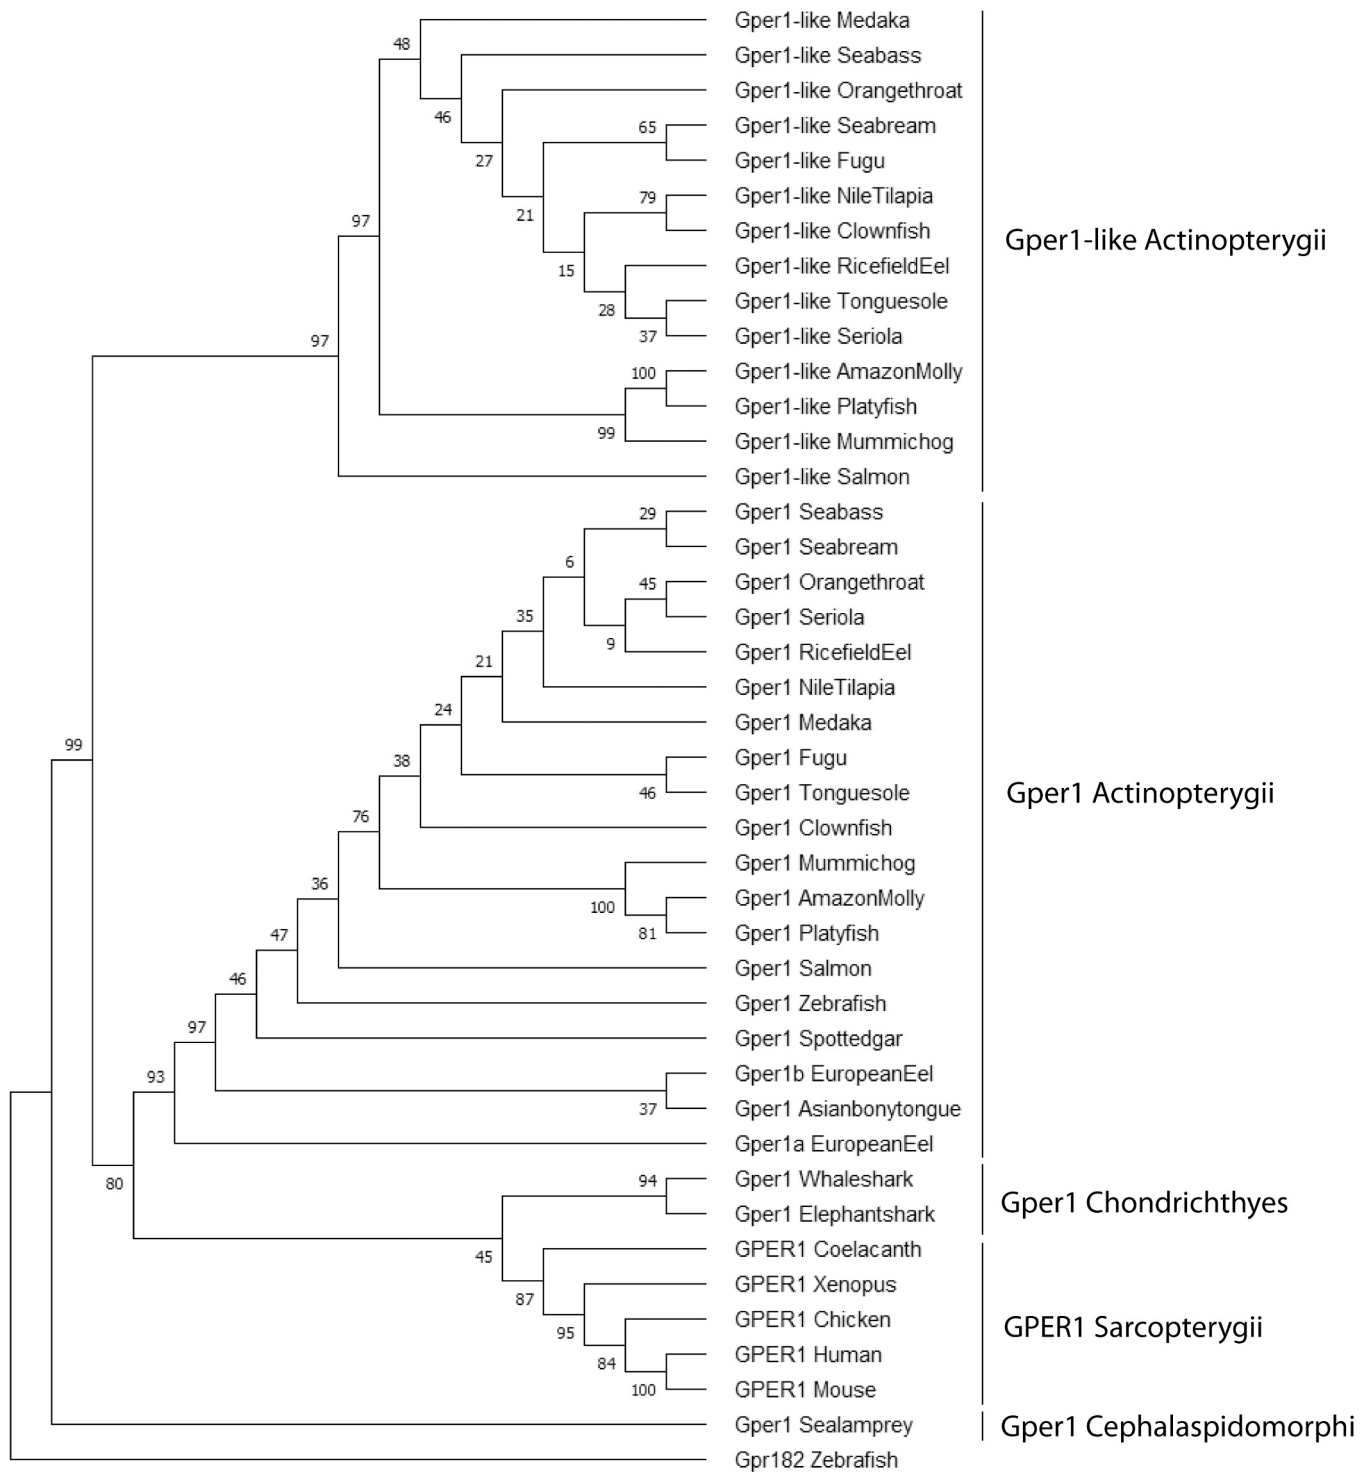 Gper1-like Medaka
48
Gper1-like Seabass
Gper1-like Orangethroat
46
65
Gper1-like Seabream
27
Gper1-like Fugu
79
Gper1-like NileTilapia
21
97
Gper1-like Clownfish
Gper1-like Actinopterygii
15
Gper1-like RicefieldEel
28
Gper1-like Tonguesole
37
Gper1-like Seriola
97
100
Gper1-like AmazonMolly
Gper1-like Platyfish
99
Gper1-like Mummichog
Gper1-like Salmon
29
Gper1 Seabass
Gper1 Seabream
6
45
Gper1 Orangethroat
35
Gper1 Seriola
9
Gper1 RicefieldEel
21
Gper1 NileTilapia
24
Gper1 Medaka
99
38
Gper1 Fugu
46
Gper1 Tonguesole
Gper1 Actinopterygii
76
Gper1 Clownfish
Gper1 Mummichog
36
100
Gper1 AmazonMolly
47
81
Gper1 Platyfish
46
Gper1 Salmon
Gper1 Zebrafish
97
Gper1 Spottedgar
93
Gper1b EuropeanEel
37
Gper1 Asianbonytongue
Gper1a EuropeanEel
80
94
Gper1 Whaleshark
Gper1 Chondrichthyes
Gper1 Elephantshark
45
GPER1 Coelacanth
87
GPER1 Xenopus
95
GPER1 Chicken
GPER1 Sarcopterygii
84
GPER1 Human
100
GPER1 Mouse
Gper1 Sealamprey
Gper1 Cephalaspidomorphi
Gpr182 Zebrafish